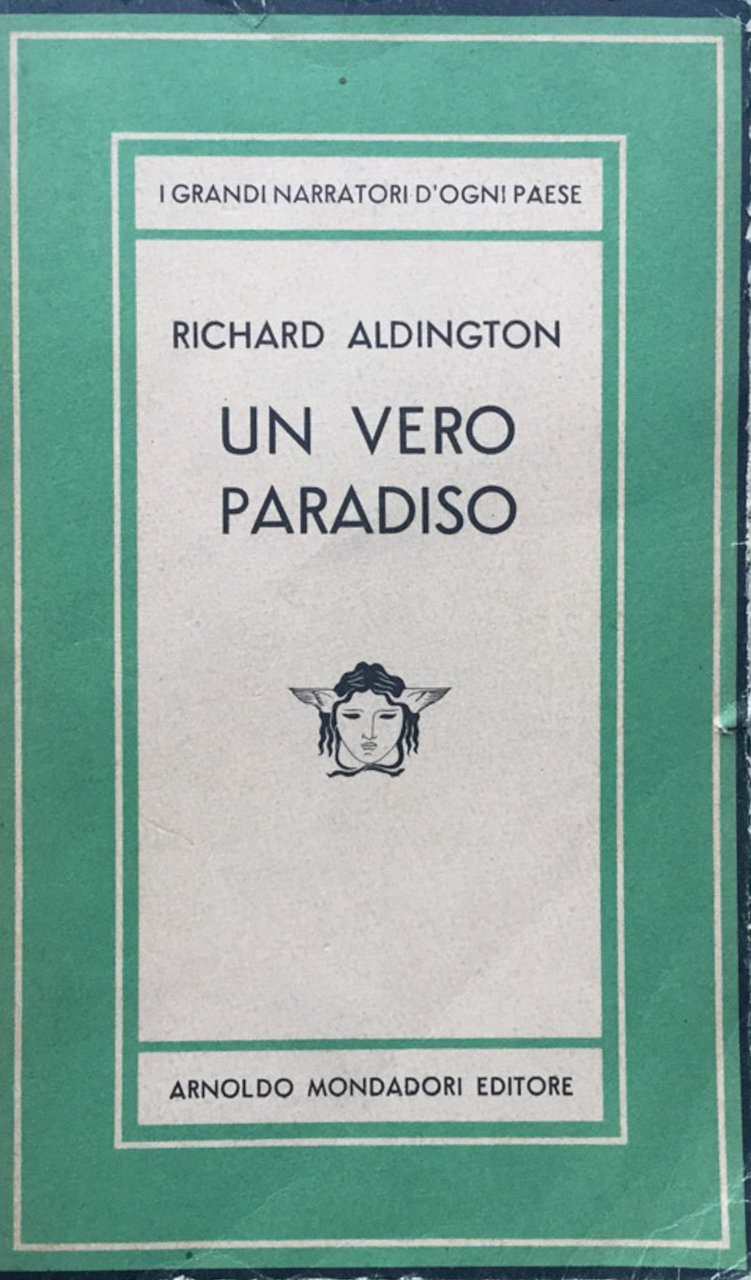 I GRANDI NARRATORI D'OGNI PAESE
RICHARD ALDINGTON
UN VERO
PARADISO
ARNOLDO MONDADORI EDITORE